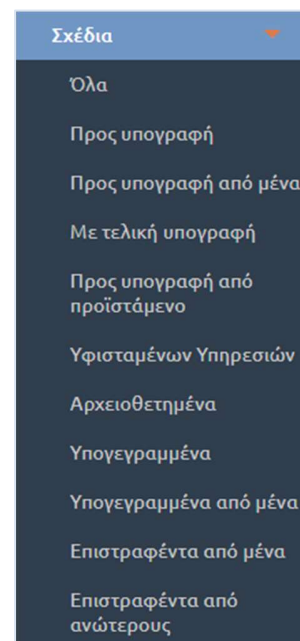 Σχέδια
Όλα
Προς υπογραφή
Προς υπογραφή από μένα
Με τελική υπογραφή
Προς υπογραφή από
προϊστάμενο
Υφισταμένων Υπηρεσιών
Αρχειοθετημένα
Υπογεγραμμένα
Υπογεγραμμένα από μένα
Επιστραφέντα από μένα
Επιστραφέντα από
ανώτερους